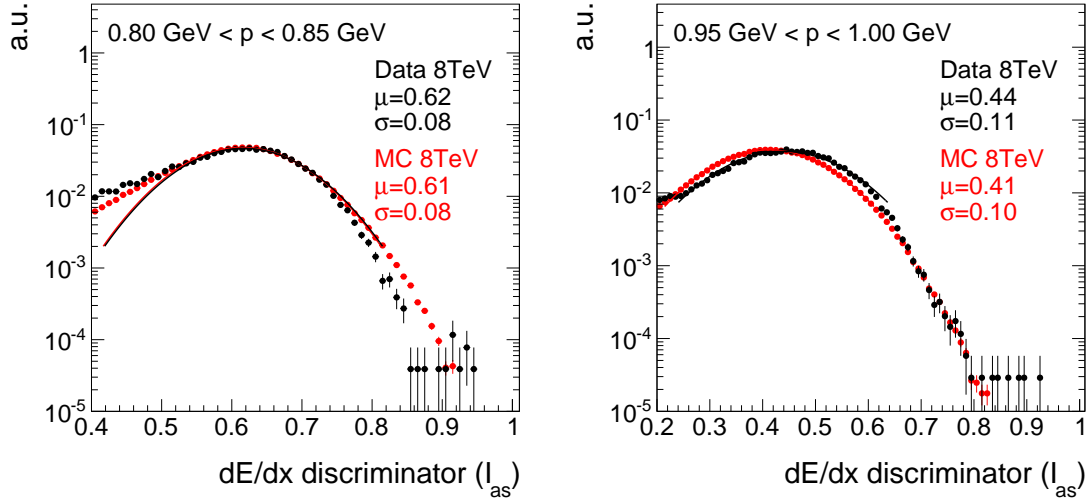 a.u.
0.80 GeV < p < 0.85 GeV
Data 8TeV
μ=0.62
σ=0.08
MC 8TeV
μ=0.61
σ=0.08
1
10⁻¹
10⁻²
10⁻³
10⁻⁴
10⁻⁵
0.4 0.5 0.6 0.7 0.8 0.9 1
dE/dx discriminator (I_as)
a.u.
0.95 GeV < p < 1.00 GeV
Data 8TeV
μ=0.44
σ=0.11
MC 8TeV
μ=0.41
σ=0.10
1
10⁻¹
10⁻²
10⁻³
10⁻⁴
10⁻⁵
0.2 0.3 0.4 0.5 0.6 0.7 0.8 0.9 1
dE/dx discriminator (I_as)